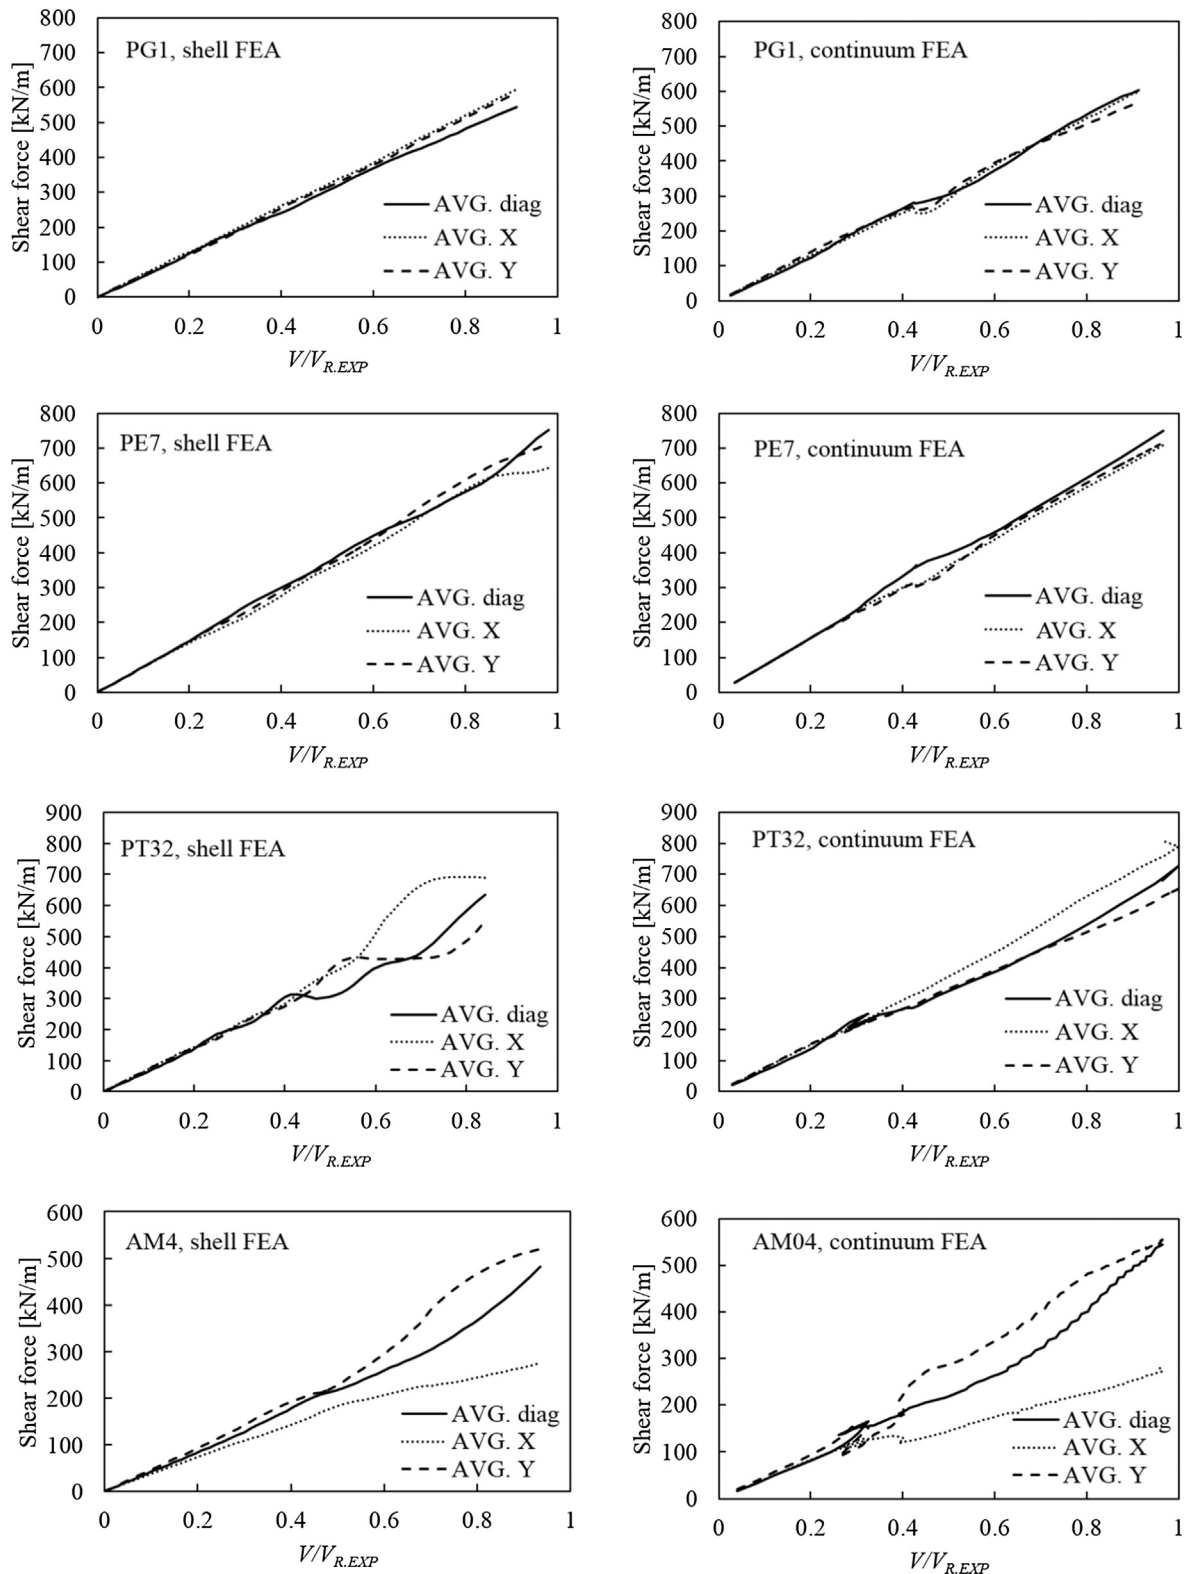 PG1, shell FEA
Shear force [kN/m]
800
700
600
500
400
300
200
100
0
AVG. diag
AVG. X
AVG. Y
0 0.2 0.4 0.6 0.8 1
V/VR.EXP
PG1, continuum FEA
Shear force [kN/m]
800
700
600
500
400
300
200
100
0
AVG. diag
AVG. X
AVG. Y
0 0.2 0.4 0.6 0.8 1
V/VR.EXP
PE7, shell FEA
Shear force [kN/m]
800
700
600
500
400
300
200
100
0
AVG. diag
AVG. X
AVG. Y
0 0.2 0.4 0.6 0.8 1
V/VR.EXP
PE7, continuum FEA
Shear force [kN/m]
800
700
600
500
400
300
200
100
0
AVG. diag
AVG. X
AVG. Y
0 0.2 0.4 0.6 0.8 1
V/VR.EXP
PT32, shell FEA
Shear force [kN/m]
900
800
700
600
500
400
300
200
100
0
AVG. diag
AVG. X
AVG. Y
0 0.2 0.4 0.6 0.8 1
V/VR.EXP
PT32, continuum FEA
Shear force [kN/m]
900
800
700
600
500
400
300
200
100
0
AVG. diag
AVG. X
AVG. Y
0 0.2 0.4 0.6 0.8 1
V/VR.EXP
AM4, shell FEA
Shear force [kN/m]
600
500
400
300
200
100
0
AVG. diag
AVG. X
AVG. Y
0 0.2 0.4 0.6 0.8 1
V/VR.EXP
AM04, continuum FEA
Shear force [kN/m]
600
500
400
300
200
100
0
AVG. diag
AVG. X
AVG. Y
0 0.2 0.4 0.6 0.8 1
V/VR.EXP